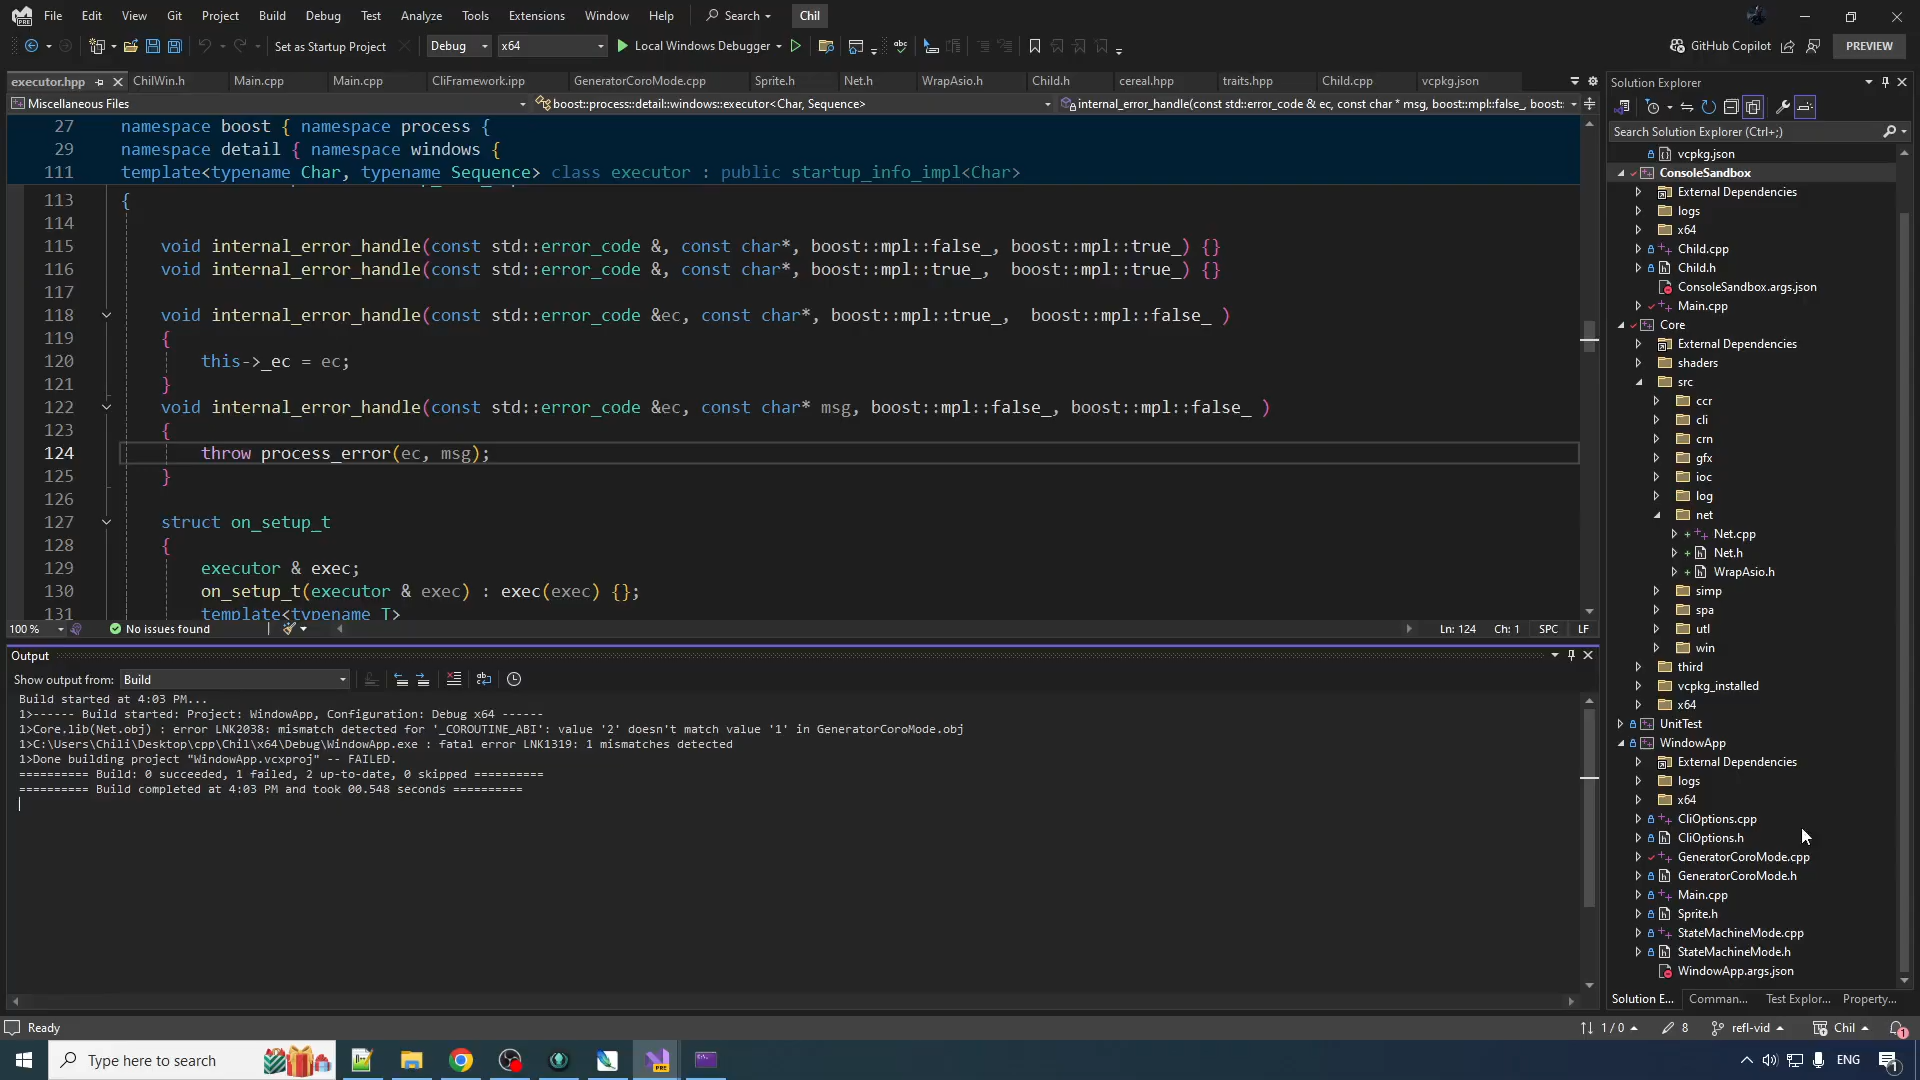 File Edit View Git Project Build Debug Test Analyze Tools Extensions Window Help Search Chil
Set as Startup Project Debug x64 Local Windows Debugger GitHub Copilot PREVIEW
executor.hpp ChilWin.h Main.cpp Main.cpp CliFramework.ipp GeneratorCoroMode.cpp Sprite.h Net.h WrapAsio.h Child.h cereal.hpp traits.hpp Child.cpp vcpkg.json
Miscellaneous Files boost::process::detail::windows::executor<Char, Sequence> internal_error_handle(const std::error_code & ec, const char * msg, boost::mpl::false_, boost:
27 namespace boost { namespace process {
29 namespace detail { namespace windows {
111 template<typename Char, typename Sequence> class executor : public startup_info_impl<Char>
113 {
114
115 void internal_error_handle(const std::error_code &, const char*, boost::mpl::false_, boost::mpl::true_) {}
116 void internal_error_handle(const std::error_code &, const char*, boost::mpl::true_, boost::mpl::true_) {}
117
118 void internal_error_handle(const std::error_code &ec, const char*, boost::mpl::true_, boost::mpl::false_ )
119 {
120 this->_ec = ec;
121 }
122 void internal_error_handle(const std::error_code &ec, const char* msg, boost::mpl::false_, boost::mpl::false_ )
123 {
124 throw process_error(ec, msg);
125 }
126
127 struct on_setup_t
128 {
129 executor & exec;
130 on_setup_t(executor & exec) : exec(exec) {};
131 template<typename T>
100 % No issues found Ln: 124 Ch: 1 SPC LF
Output
Show output from: Build
Build started at 4:03 PM...
1>------ Build started: Project: WindowApp, Configuration: Debug x64 ------
1>Core.lib(Net.obj) : error LNK2038: mismatch detected for '_COROUTINE_ABI': value '2' doesn't match value '1' in GeneratorCoroMode.obj
1>C:\Users\Chili\Desktop\cpp\Chil\x64\Debug\WindowApp.exe : fatal error LNK1319: 1 mismatches detected
1>Done building project "WindowApp.vcxproj" -- FAILED.
========== Build: 0 succeeded, 1 failed, 2 up-to-date, 0 skipped ==========
========== Build completed at 4:03 PM and took 00.548 seconds ==========
Solution Explorer
Search Solution Explorer (Ctrl+;)
vcpkg.json
ConsoleSandbox
External Dependencies
logs
x64
Child.cpp
Child.h
ConsoleSandbox.args.json
Main.cpp
Core
External Dependencies
shaders
src
ccr
cli
crn
gfx
ioc
log
net
Net.cpp
Net.h
WrapAsio.h
simp
spa
utl
win
third
vcpkg_installed
x64
UnitTest
WindowApp
External Dependencies
logs
x64
CliOptions.cpp
CliOptions.h
GeneratorCoroMode.cpp
GeneratorCoroMode.h
Main.cpp
Sprite.h
StateMachineMode.cpp
StateMachineMode.h
WindowApp.args.json
Solution E... Comman... Test Explor... Property...
Ready 1 / 0 8 refl-vid Chil 1
Type here to search PRE ENG 1